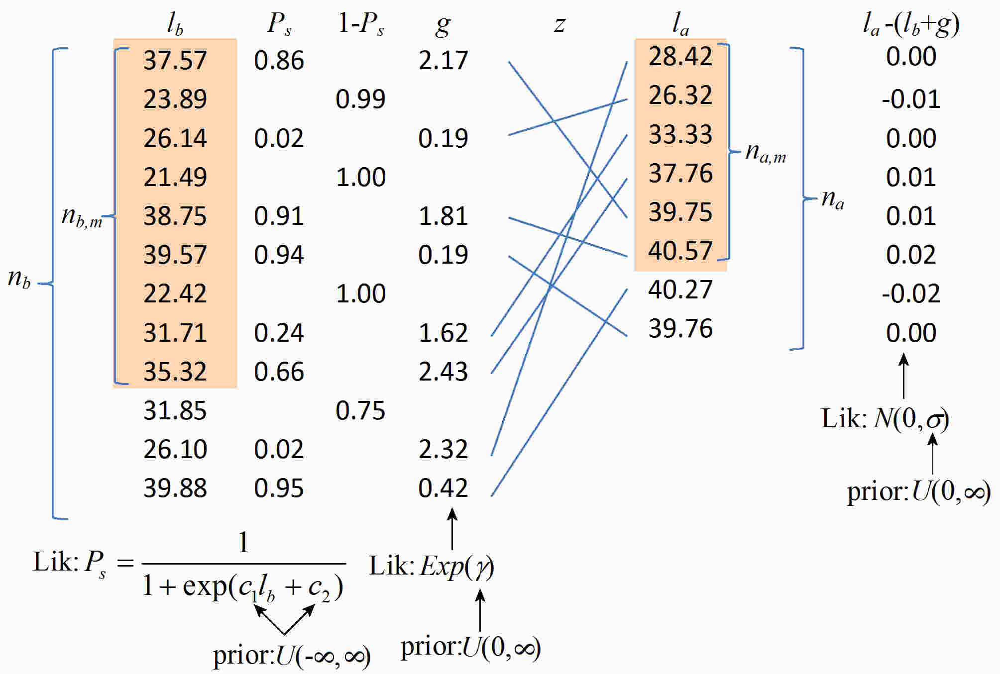 l_b P_s 1-P_s g z l_a l_a-(l_b+g)
37.57 0.86 2.17 28.42 0.00
23.89 0.99 26.32 -0.01
26.14 0.02 0.19 33.33 0.00
n_{a,m}
21.49 1.00 37.76 0.01
n_a
n_{b,m} 38.75 0.91 1.81 39.75 0.01
39.57 0.94 0.19 40.57 0.02
n_b
22.42 1.00 40.27 -0.02
31.71 0.24 1.62 39.76 0.00
35.32 0.66 2.43
31.85 0.75 Lik: N(0,σ)
26.10 0.02 2.32
39.88 0.95 0.42 prior:U(0,∞)
Lik: P_s = 1 / (1 + exp(c_1 l_b + c_2)) Lik: Exp(γ)
prior:U(-∞,∞) prior:U(0,∞)